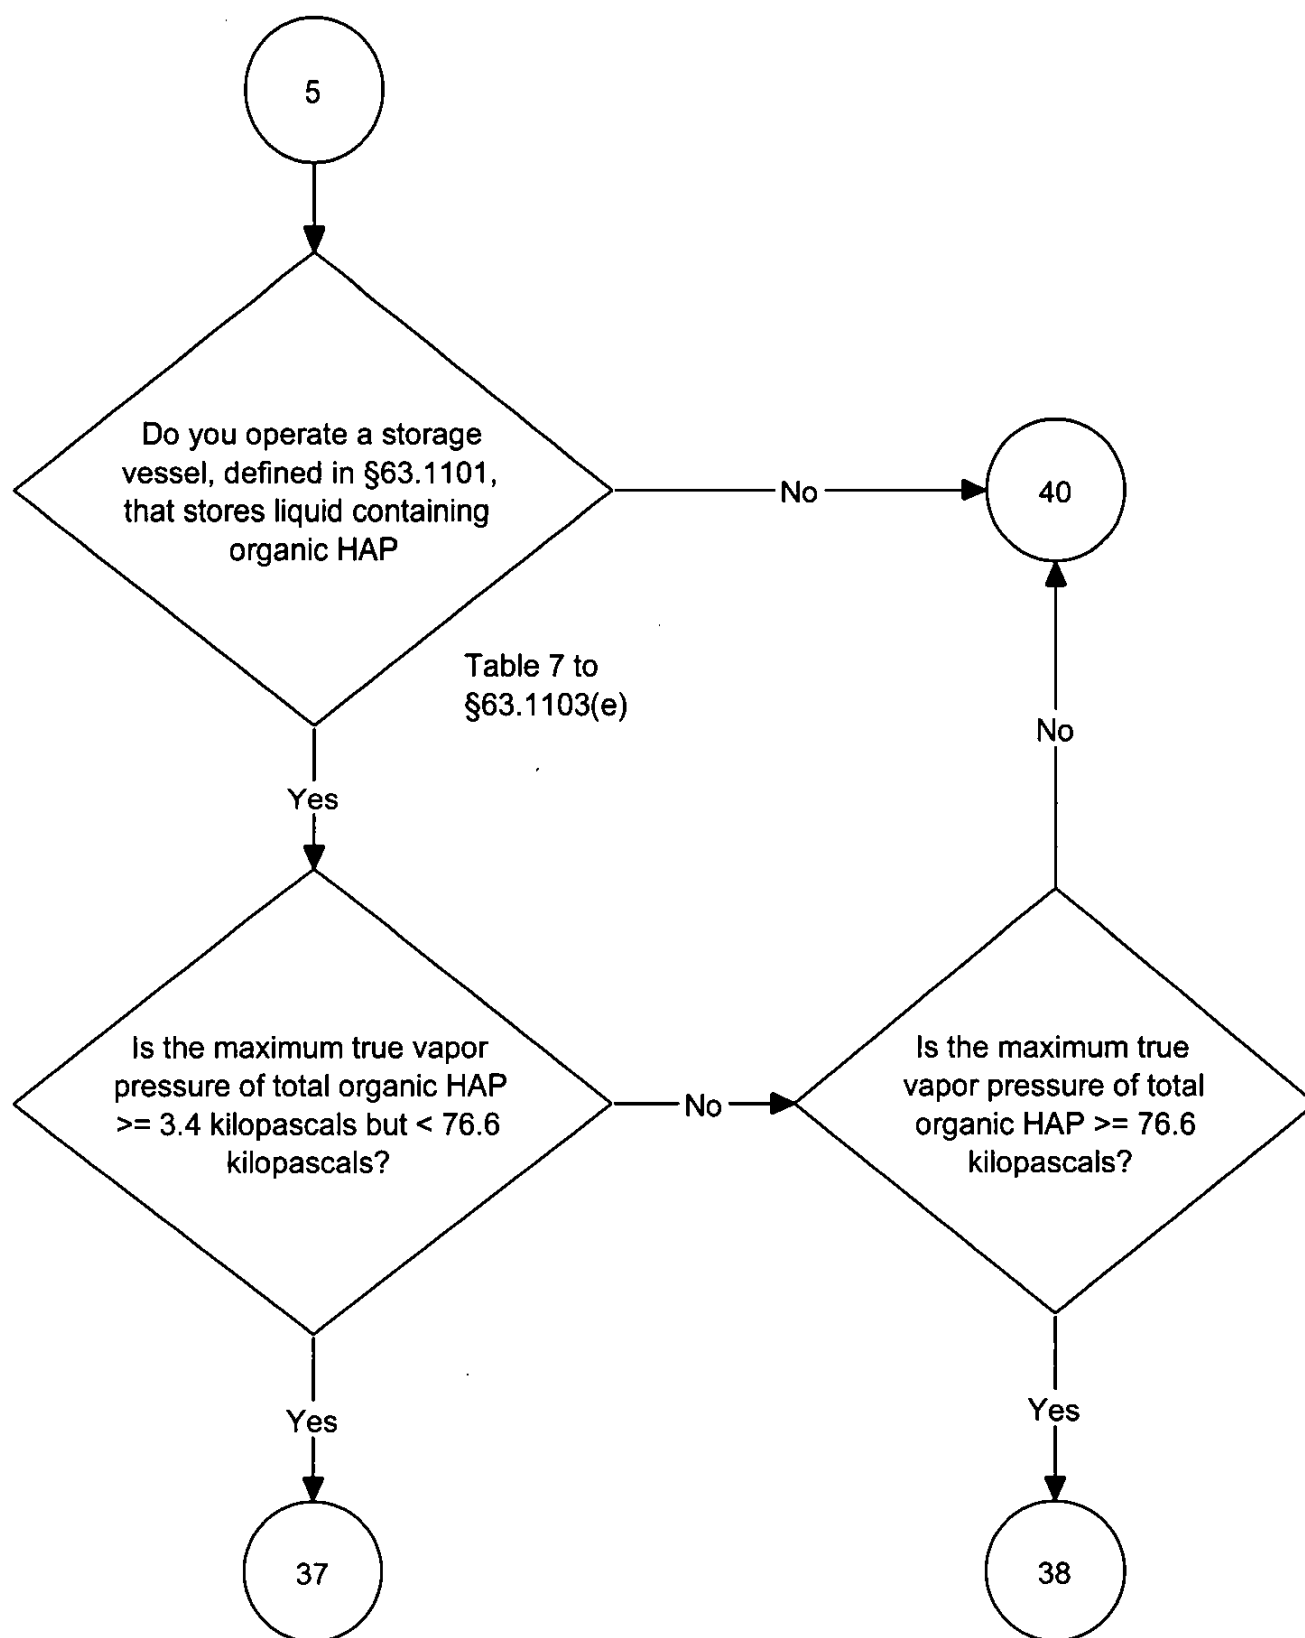 5
Do you operate a storage
vessel, defined in §63.1101,
that stores liquid containing
organic HAP
No
40
Table 7 to
§63.1103(e)
No
Yes
Is the maximum true vapor
pressure of total organic HAP
>= 3.4 kilopascals but < 76.6
kilopascals?
No
Is the maximum true
vapor pressure of total
organic HAP >= 76.6
kilopascals?
Yes
Yes
37
38